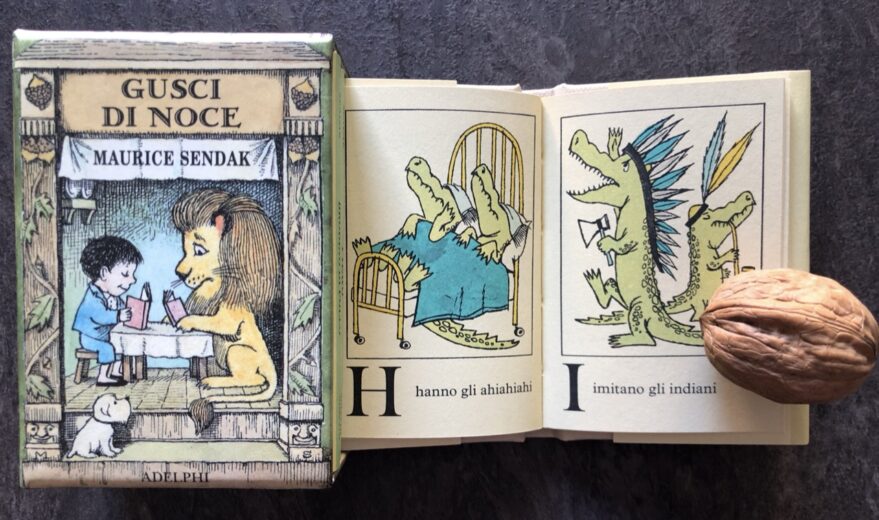 GUSCI
DI NOCE
MAURICE SENDAK
M
S
ADELPHI
H hanno gli ahiahiahi
I imitano gli indiani